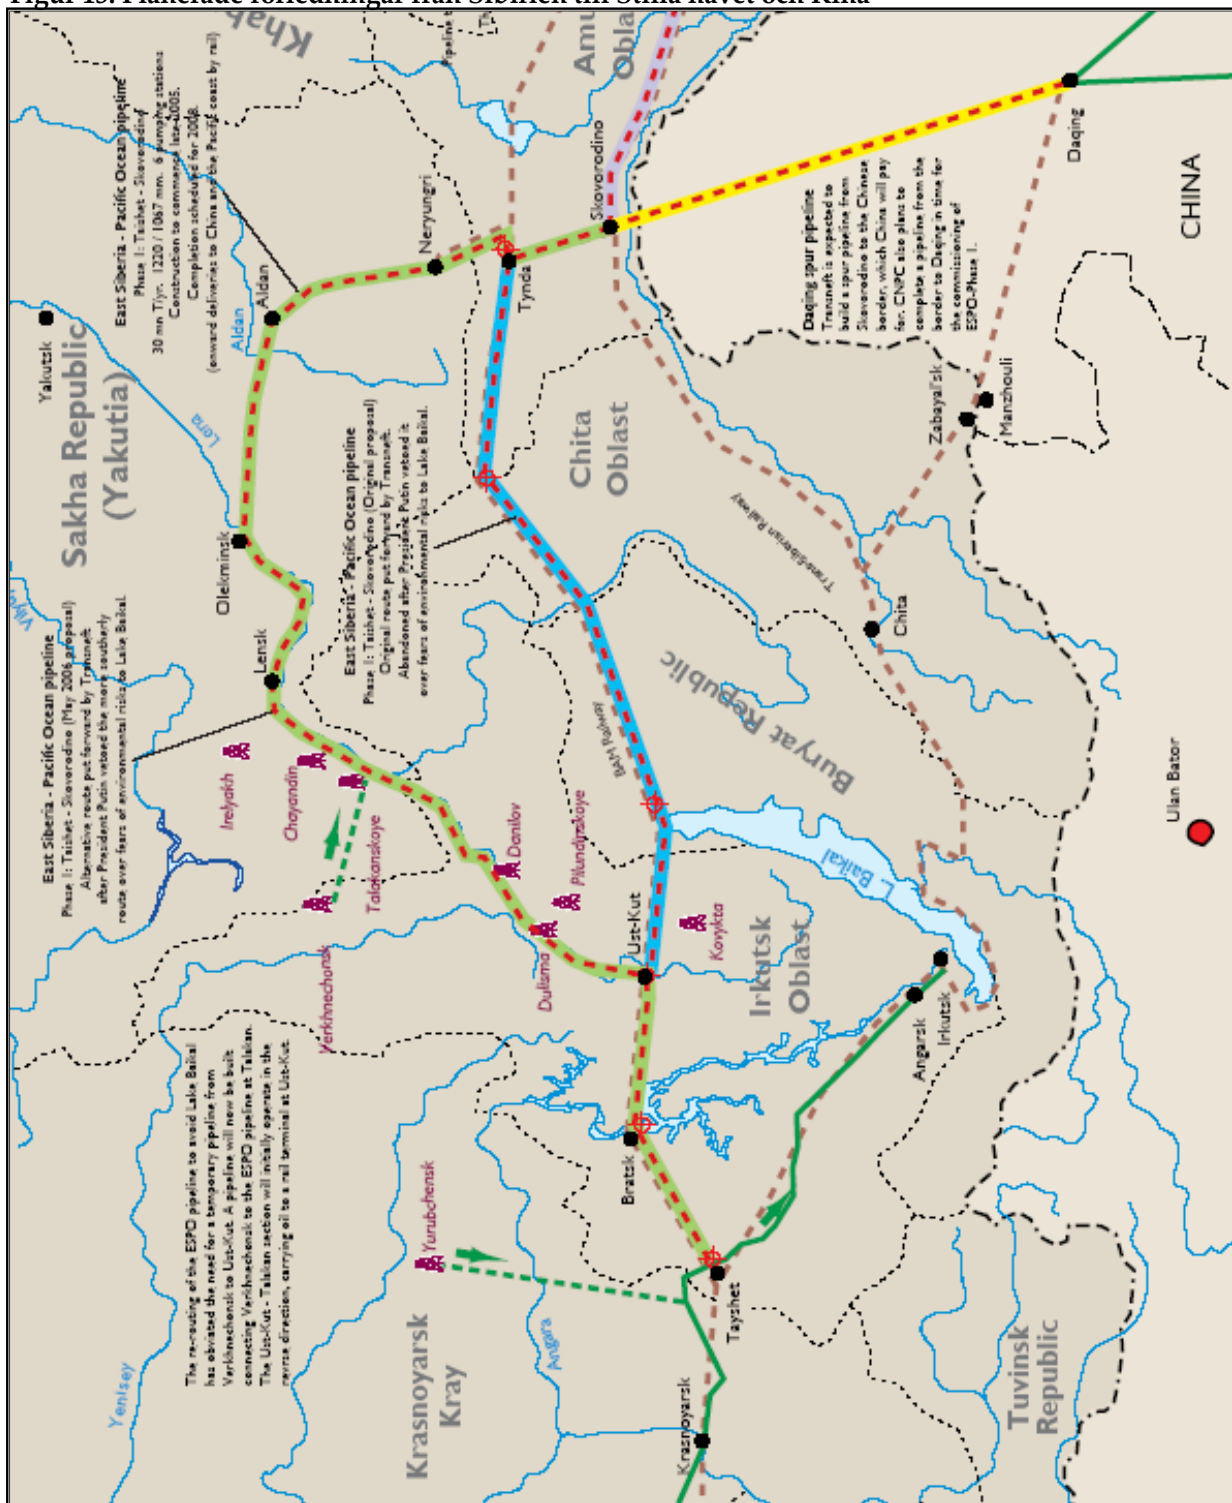 Figur 13. Planerade rörledningar från Sibirien till Stilla havet och Kina
East Siberia - Pacific Ocean pipeline
Phase I: Taishet - Skovorodino (May 2006 proposal)
Alternative route put forward by Transneft
after President Putin vetoed the more southerly
route over fears of environmental risks to Lake Baikal.
East Siberia - Pacific Ocean pipeline
Phase I: Taishet - Skovorodino
30 mn T/yr. 1220 / 1067 mm. 6 pumping stations
Construction to commence late-2005.
Completion scheduled for 2008.
(onward deliveries to China and the Pacific coast by rail)
East Siberia - Pacific Ocean pipeline
Phase I: Taishet - Skovorodino (Original proposal)
Original route put forward by Transneft.
Abandoned after President Putin vetoed it
over fears of environmental risks to Lake Baikal.
The re-routing of the ESPO pipeline to avoid Lake Baikal
has obviated the need for a temporary pipeline from
Verkhnechonsk to Ust-Kut. A pipeline will now be built
connecting Verkhnechonsk to the ESPO pipeline at Talakan.
The Ust-Kut - Talakan section will initially operate in the
reverse direction, carrying oil to a rail terminal at Ust-Kut.
Daqing spur pipeline
Transneft is expected to
build a spur pipeline from
Skovorodino to the Chinese
border, which China will pay
for. CNPC also plans to
complete a pipeline from the
border to Daqing in time for
the commissioning of
ESPO-Phase I.
Sakha Republic
(Yakutia)
Khab
Pipeline
Th
Amu
Obla
Yakutsk
Lena
Vilyu
Aldan
Aldan
Olekminsk
Lensk
Neryungri
Tynda
Skovorodino
Irelyakh
Chayandin
Talakanskoye
Verkhnechonsk
Danilov
Pilundinskoye
Dulisma
Kovykta
Yurubchensk
Chita
Oblast
BAM Railway
Trans-Siberian Railway
Buryat Republic
L. Baikal
Irkutsk
Oblast
Ust-Kut
Bratsk
Tayshet
Krasnoyarsk
Krasnoyarsk
Kray
Yenisey
Angara
Angarsk
Irkutsk
Chita
Zabayal'sk
Manzhouli
Daqing
CHINA
Ulan Bator
Tuvinsk
Republic